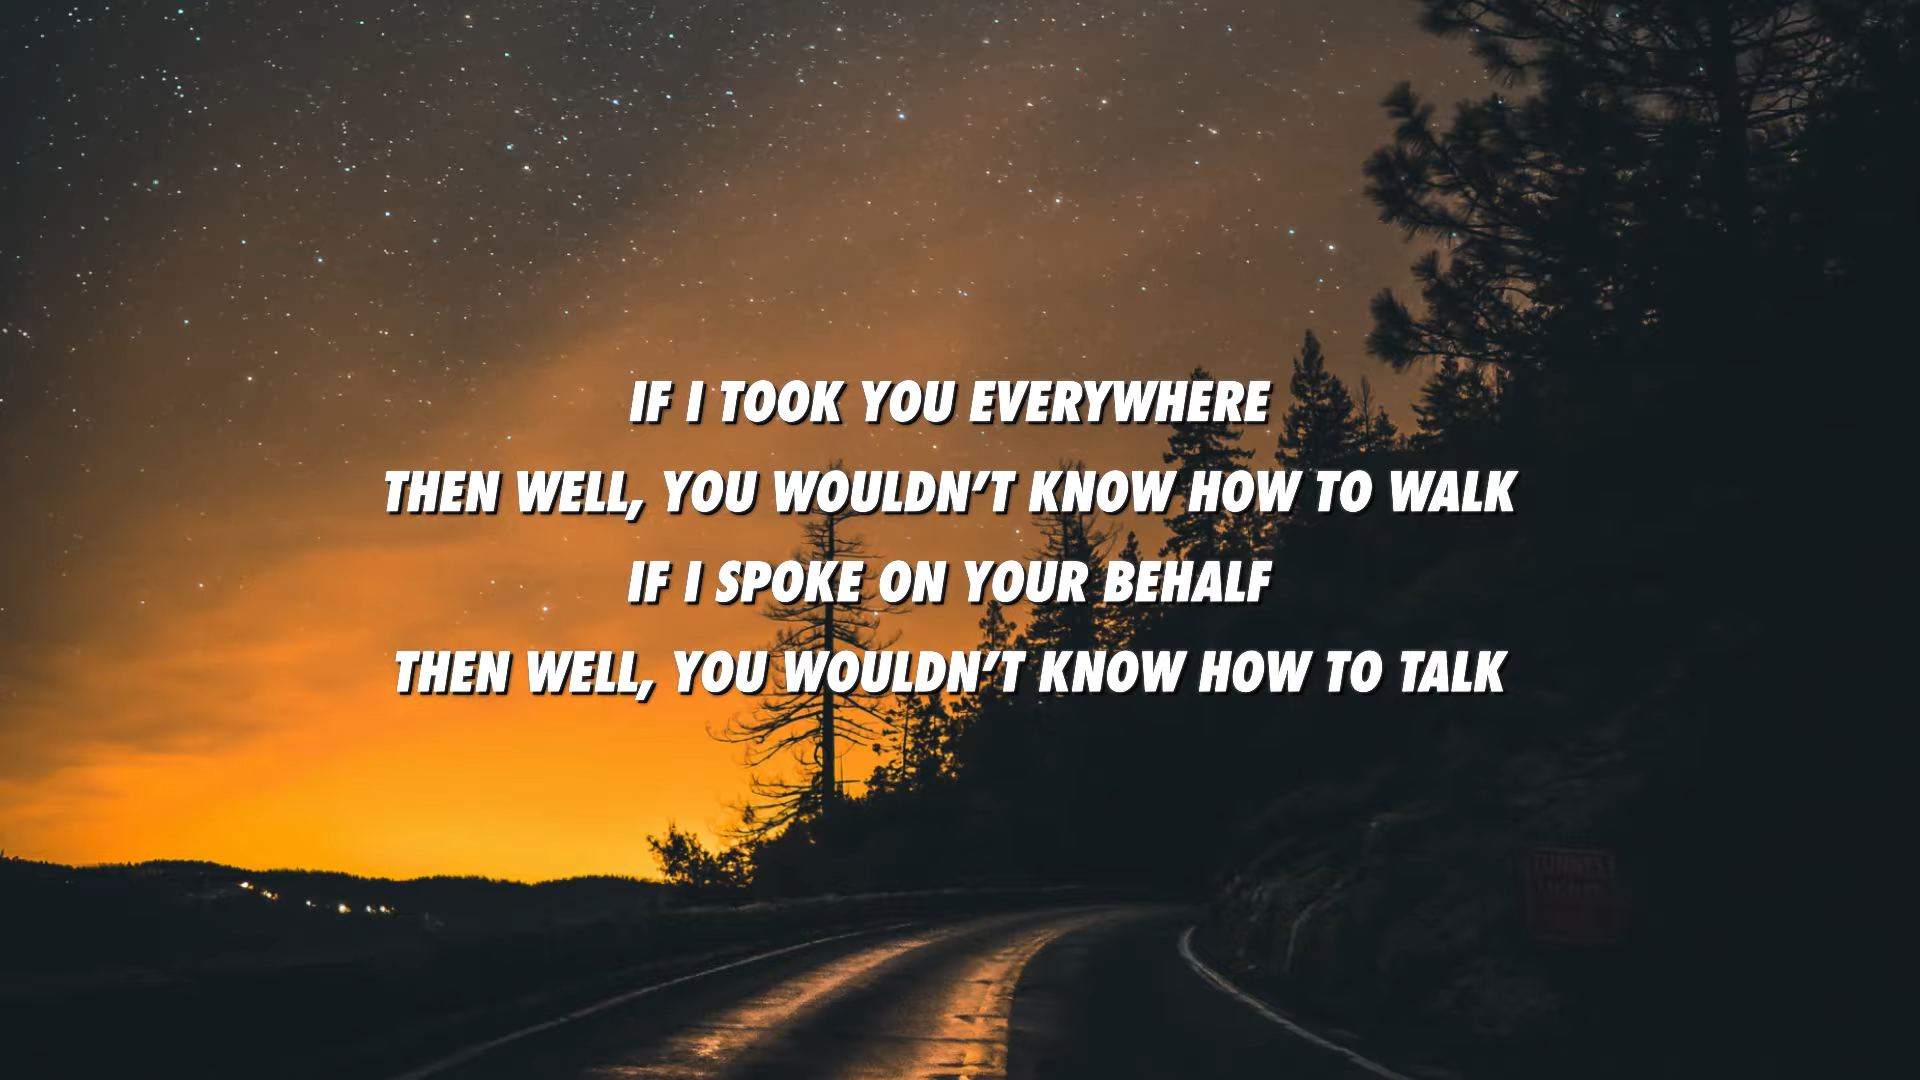 IF I TOOK YOU EVERYWHERE
THEN WELL, YOU WOULDN’T KNOW HOW TO WALK
IF I SPOKE ON YOUR BEHALF
THEN WELL, YOU WOULDN’T KNOW HOW TO TALK